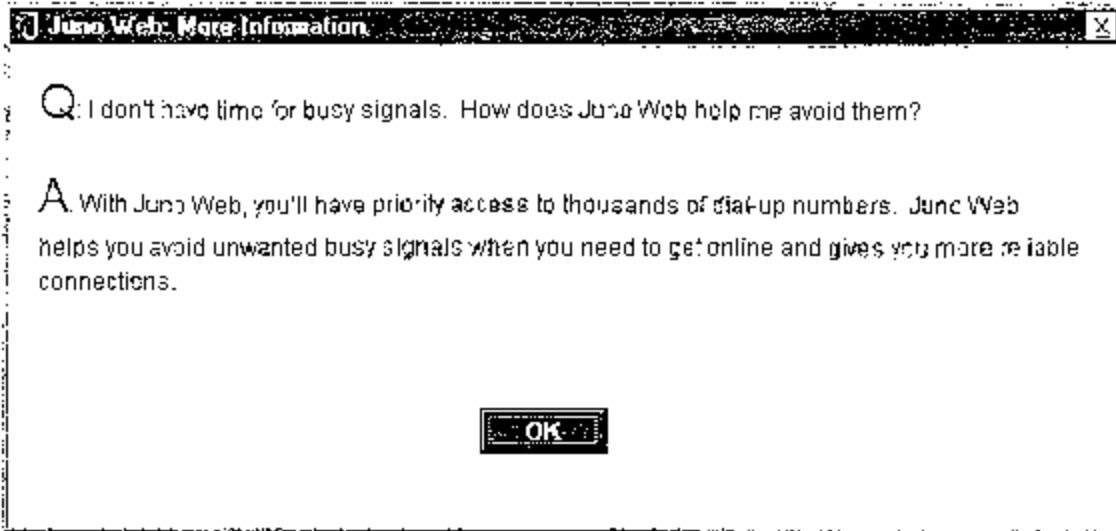 Juno Web: More Information
Q: I don't have time for busy signals. How does Juno Web help me avoid them?
A. With Juno Web, you'll have priority access to thousands of dial-up numbers. Juno Web
helps you avoid unwanted busy signals when you need to get online and gives you more reliable
connections.
OK